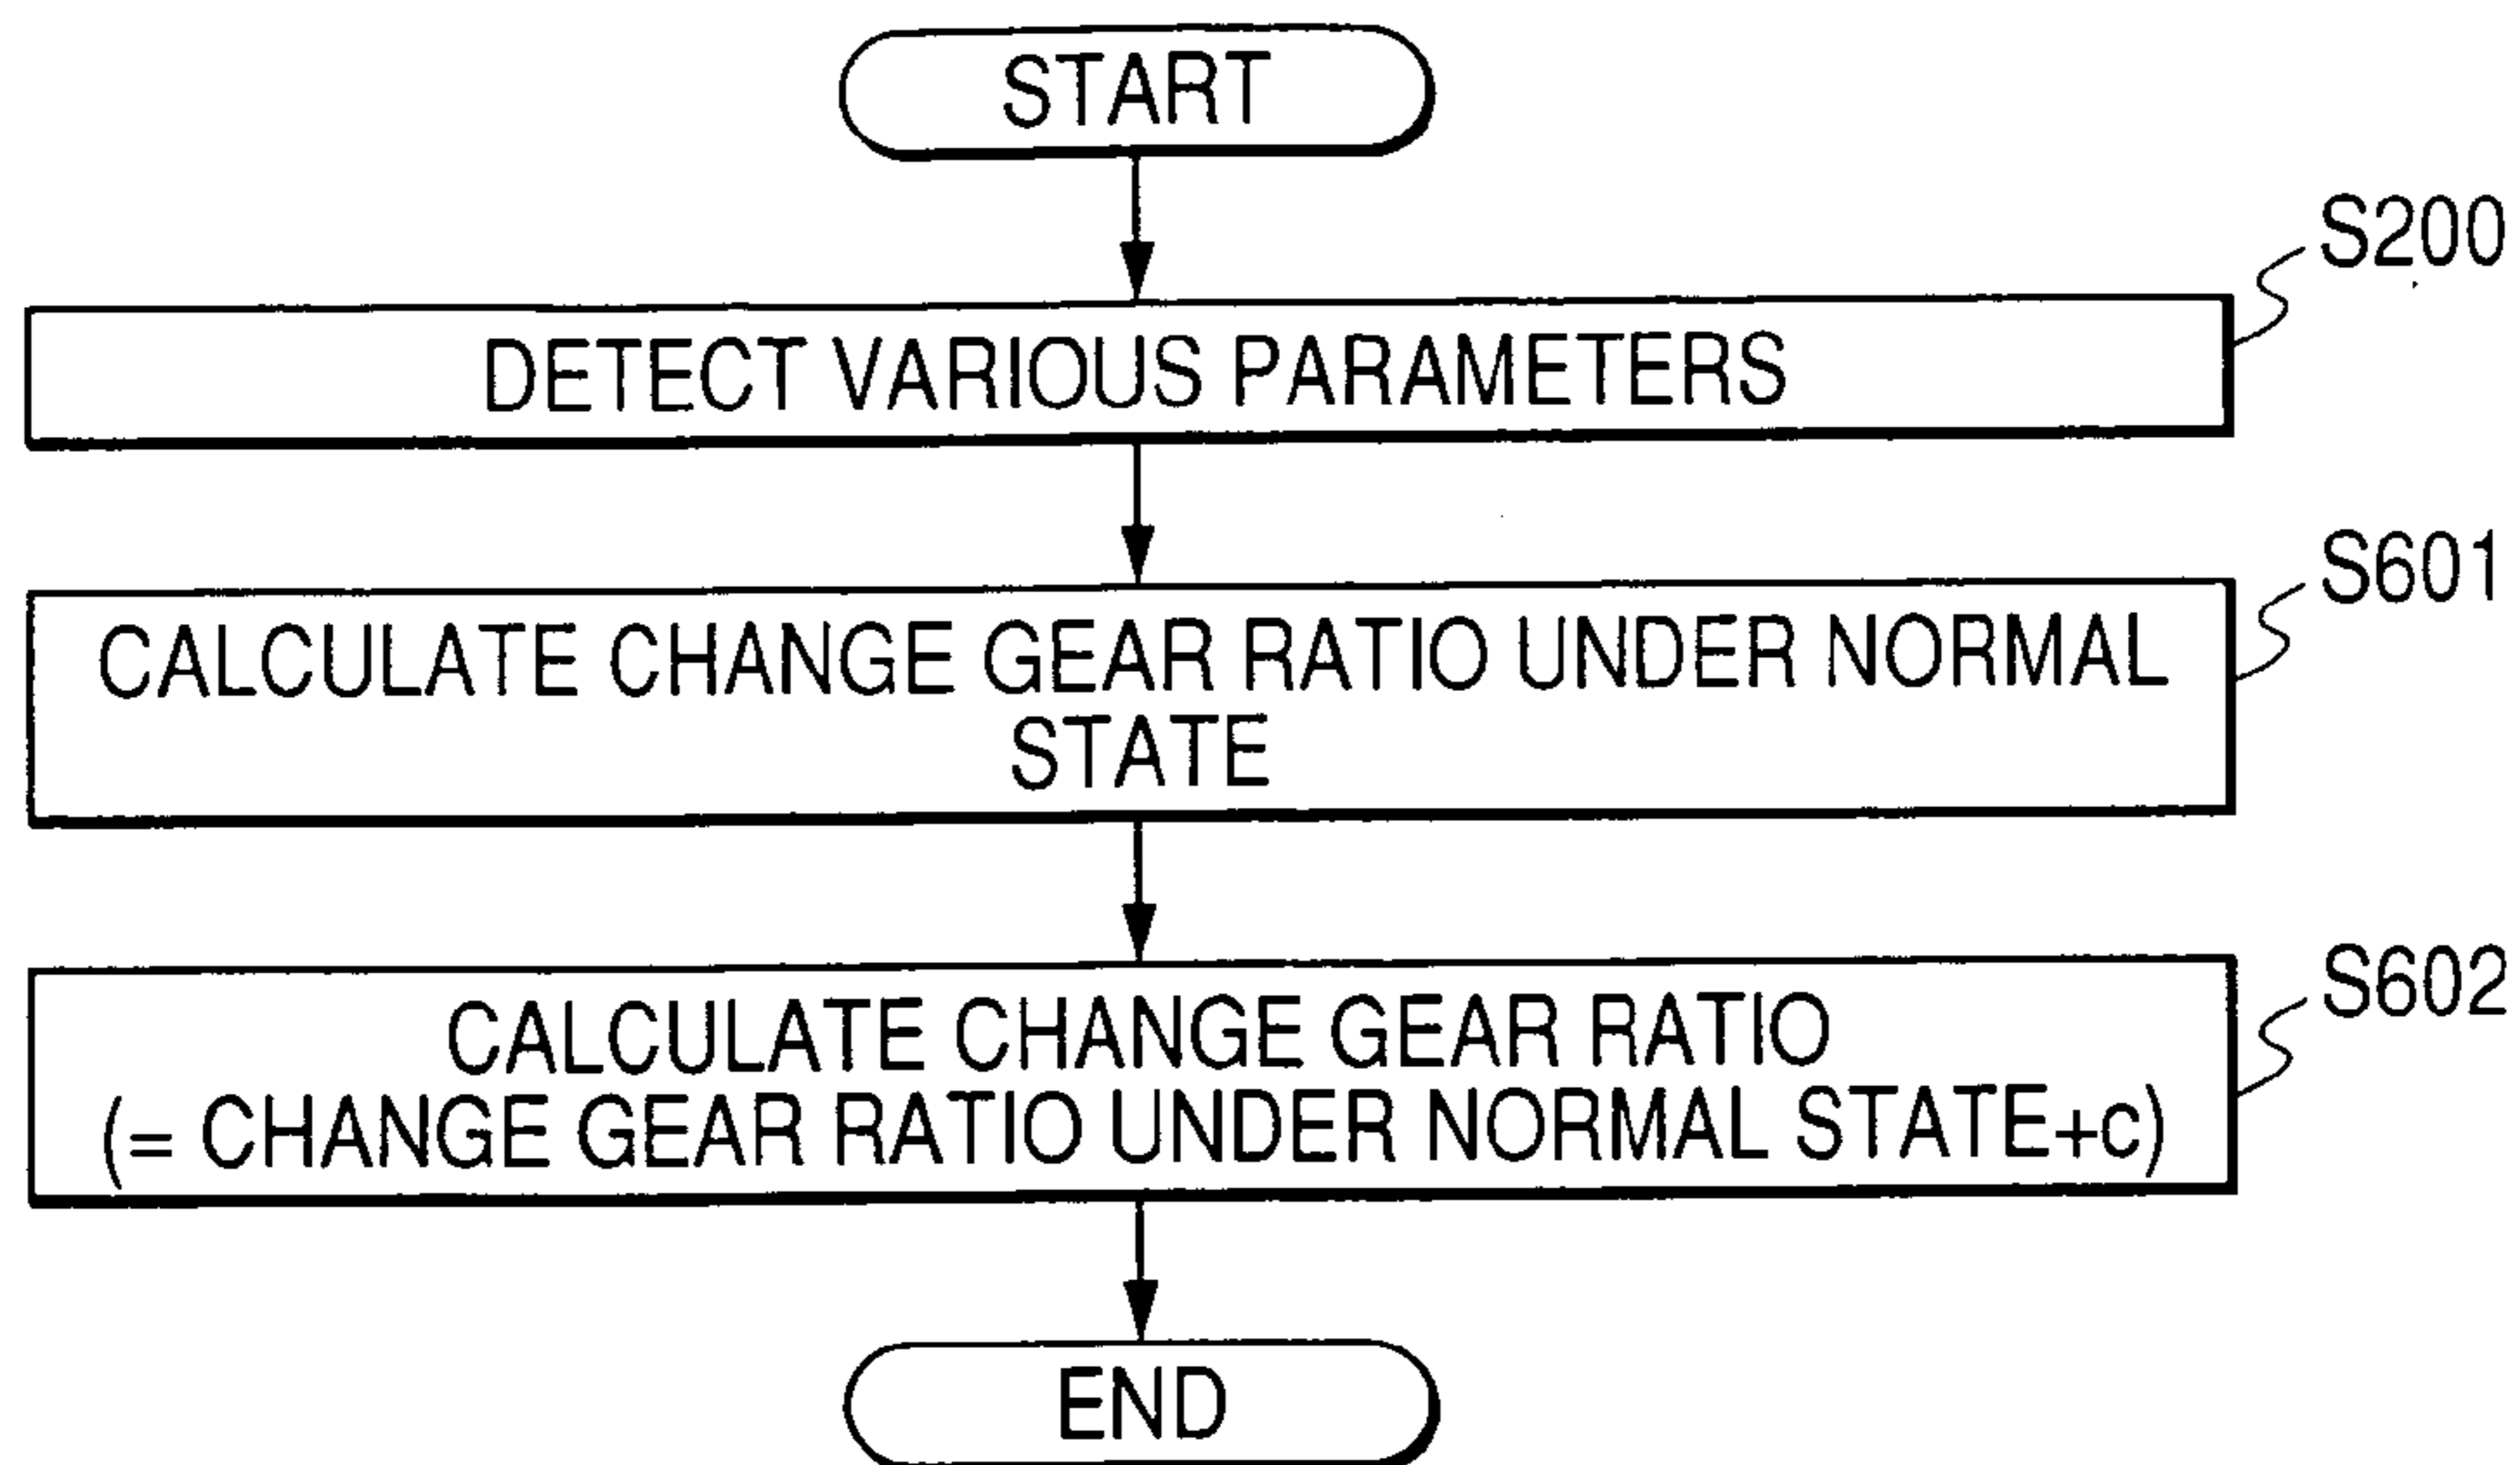 START
S200
DETECT VARIOUS PARAMETERS
S601
CALCULATE CHANGE GEAR RATIO UNDER NORMAL
STATE
S602
CALCULATE CHANGE GEAR RATIO
(= CHANGE GEAR RATIO UNDER NORMAL STATE+c)
END